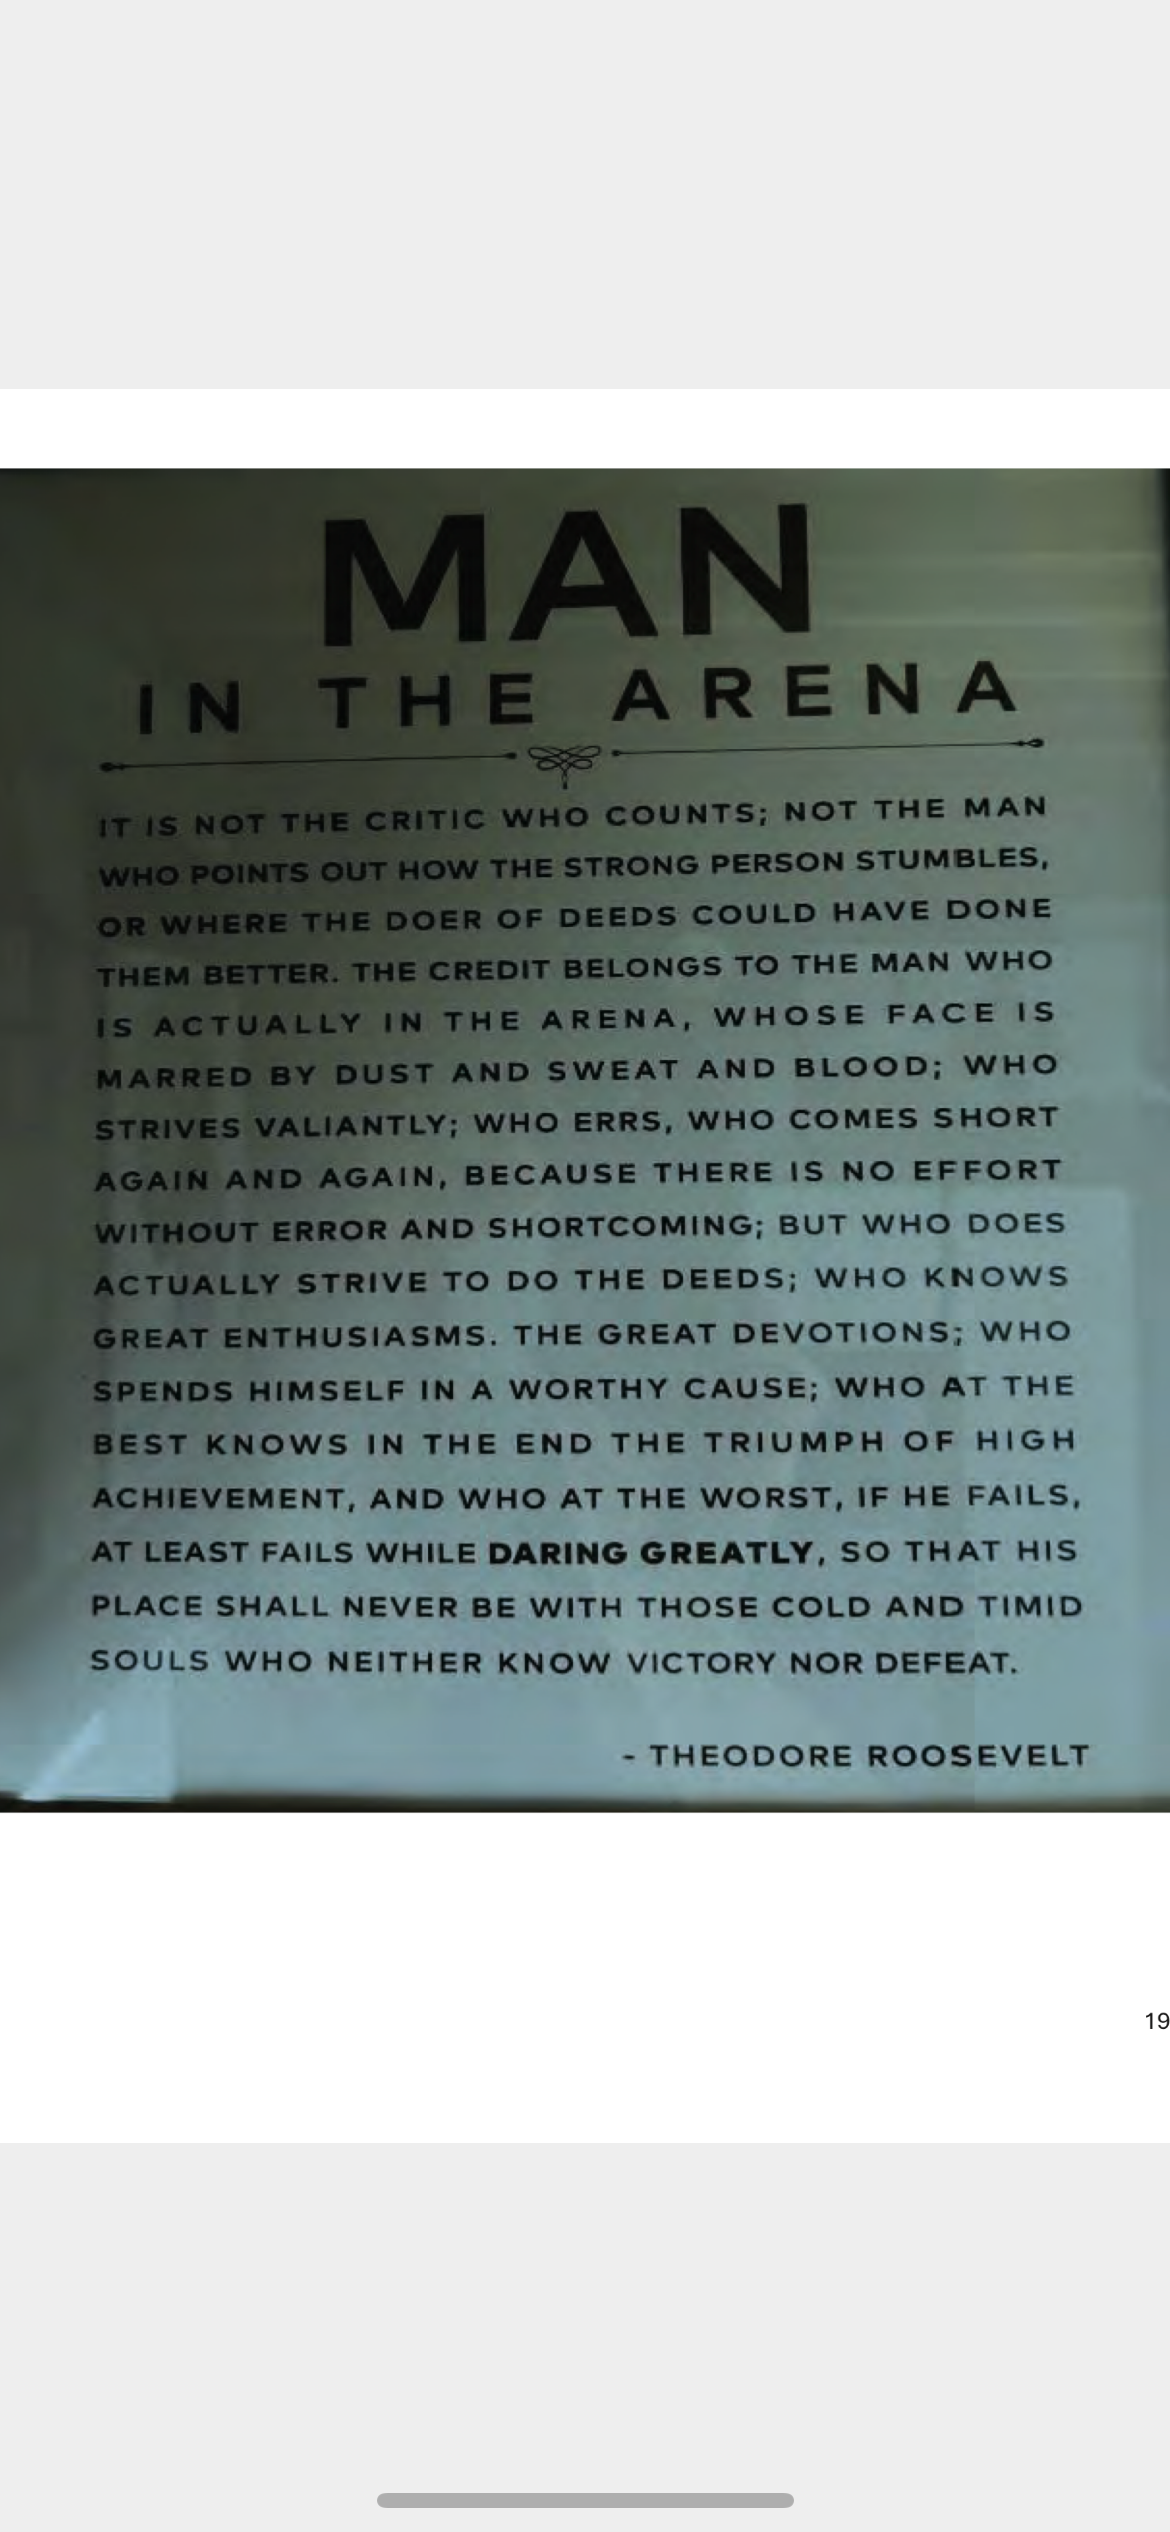 MAN
IN THE ARENA
IT IS NOT THE CRITIC WHO COUNTS; NOT THE MAN
WHO POINTS OUT HOW THE STRONG PERSON STUMBLES,
OR WHERE THE DOER OF DEEDS COULD HAVE DONE
THEM BETTER. THE CREDIT BELONGS TO THE MAN WHO
IS ACTUALLY IN THE ARENA, WHOSE FACE IS
MARRED BY DUST AND SWEAT AND BLOOD; WHO
STRIVES VALIANTLY; WHO ERRS, WHO COMES SHORT
AGAIN AND AGAIN, BECAUSE THERE IS NO EFFORT
WITHOUT ERROR AND SHORTCOMING; BUT WHO DOES
ACTUALLY STRIVE TO DO THE DEEDS; WHO KNOWS
GREAT ENTHUSIASMS. THE GREAT DEVOTIONS; WHO
SPENDS HIMSELF IN A WORTHY CAUSE; WHO AT THE
BEST KNOWS IN THE END THE TRIUMPH OF HIGH
ACHIEVEMENT, AND WHO AT THE WORST, IF HE FAILS,
AT LEAST FAILS WHILE DARING GREATLY, SO THAT HIS
PLACE SHALL NEVER BE WITH THOSE COLD AND TIMID
SOULS WHO NEITHER KNOW VICTORY NOR DEFEAT.
- THEODORE ROOSEVELT
19